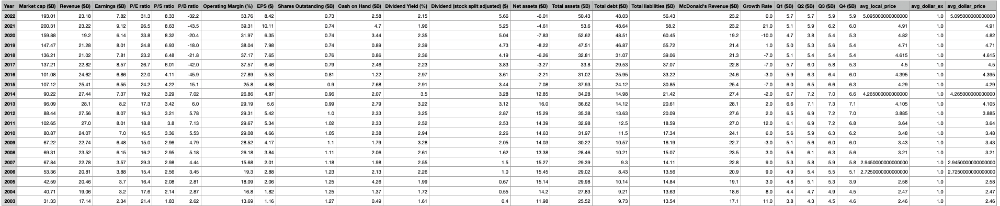 Year Market cap ($B) Revenue ($B) Earnings ($B) P/E ratio P/S ratio P/B ratio Operating Margin (%) EPS ($) Shares Outstanding ($B) Cash on Hand ($B) Dividend Yield (%) Dividend (stock split adjusted) ($) Net assets ($B) Total assets ($B) Total debt ($B) Total liabilities ($B) McDonald's Revenue ($B) Growth Rate Q1 ($B) Q2 ($B) Q3 ($B) Q4 ($B) avg_local_price avg_dollar_ex avg_dollar_price
2022 193.01 23.18 7.82 31.3 8.33 -32.2 33.76 8.42 0.73 2.58 2.15 5.66 -6.01 50.43 48.03 56.43 23.2 0.0 5.7 5.7 5.9 5.9 5.095000000000000 1.0 5.095000000000000
2021 200.31 23.22 9.12 26.5 8.63 -43.5 39.31 10.11 0.74 4.7 1.96 5.25 -4.61 53.6 48.64 58.2 23.2 21.0 5.1 5.9 6.2 6.0 4.91 1.0 4.91
2020 159.88 19.2 6.14 33.8 8.32 -20.4 31.97 6.35 0.74 3.44 2.35 5.04 -7.83 52.62 48.51 60.45 19.2 -10.0 4.7 3.8 5.4 5.3 4.82 1.0 4.82
2019 147.47 21.28 8.01 24.8 6.93 -18.0 38.04 7.98 0.74 0.89 2.39 4.73 -8.22 47.51 46.87 55.72 21.4 1.0 5.0 5.3 5.6 5.4 4.71 1.0 4.71
2018 136.21 21.02 7.81 23.2 6.48 -21.8 37.17 7.65 0.76 0.86 2.36 4.19 -6.26 32.81 31.07 39.06 21.3 -7.0 5.1 5.4 5.4 5.4 4.615 1.0 4.615
2017 137.21 22.82 8.57 26.7 6.01 -42.0 37.57 6.46 0.79 2.46 2.23 3.83 -3.27 33.8 29.53 37.07 22.8 -7.0 5.7 6.0 5.8 5.3 4.5 1.0 4.5
2016 101.08 24.62 6.86 22.0 4.11 -45.9 27.89 5.53 0.81 1.22 2.97 3.61 -2.21 31.02 25.95 33.22 24.6 -3.0 5.9 6.3 6.4 6.0 4.395 1.0 4.395
2015 107.12 25.41 6.55 24.2 4.22 15.1 25.8 4.88 0.9 7.68 2.91 3.44 7.08 37.93 24.12 30.85 25.4 -7.0 6.0 6.5 6.6 6.3 4.29 1.0 4.29
2014 90.22 27.44 7.37 19.2 3.29 7.02 26.86 4.87 0.96 2.07 3.5 3.28 12.85 34.28 14.98 21.42 27.4 -2.0 6.7 7.2 7.0 6.6 4.265000000000000 1.0 4.265000000000000
2013 96.09 28.1 8.2 17.3 3.42 6.0 29.19 5.6 0.99 2.79 3.22 3.12 16.0 36.62 14.12 20.61 28.1 2.0 6.6 7.1 7.3 7.1 4.105 1.0 4.105
2012 88.44 27.56 8.07 16.3 3.21 5.78 29.31 5.42 1.0 2.33 3.25 2.87 15.29 35.38 13.63 20.09 27.6 2.0 6.5 6.9 7.2 7.0 3.885 1.0 3.885
2011 102.65 27.0 8.01 18.8 3.8 7.13 29.67 5.34 1.02 2.33 2.52 2.53 14.39 32.98 12.5 18.59 27.0 12.0 6.1 6.9 7.2 6.8 3.64 1.0 3.64
2010 80.87 24.07 7.0 16.5 3.36 5.53 29.08 4.66 1.05 2.38 2.94 2.26 14.63 31.97 11.5 17.34 24.1 6.0 5.6 5.9 6.3 6.2 3.48 1.0 3.48
2009 67.22 22.74 6.48 15.0 2.96 4.79 28.52 4.17 1.1 1.79 3.28 2.05 14.03 30.22 10.57 16.19 22.7 -3.0 5.1 5.6 6.0 6.0 3.43 1.0 3.43
2008 69.31 23.52 6.15 16.2 2.95 5.18 26.18 3.84 1.11 2.06 2.61 1.62 13.38 28.46 10.21 15.07 23.5 3.0 5.6 6.1 6.3 5.6 3.21 1.0 3.21
2007 67.84 22.78 3.57 29.3 2.98 4.44 15.68 2.01 1.18 1.98 2.55 1.5 15.27 29.39 9.3 14.11 22.8 9.0 5.3 5.8 5.9 5.8 2.9450000000000000 1.0 2.9450000000000000
2006 53.36 20.81 3.88 15.4 2.56 3.45 19.3 2.88 1.23 2.13 2.26 1.0 15.45 29.02 8.43 13.56 20.9 9.0 4.9 5.4 5.5 5.1 2.7250000000000000 1.0 2.7250000000000000
2005 42.59 20.46 3.7 16.4 2.08 2.81 18.09 2.06 1.25 4.26 1.99 0.67 15.14 29.98 10.14 14.84 19.1 3.0 4.8 5.1 5.3 3.9 2.58 1.0 2.58
2004 40.71 19.06 3.2 17.6 2.14 2.87 16.8 1.82 1.25 1.37 1.72 0.55 14.2 27.83 9.21 13.63 18.6 8.0 4.4 4.7 4.9 4.5 2.47 1.0 2.47
2003 31.33 17.14 2.34 21.4 1.83 2.62 13.69 1.16 1.27 0.49 1.61 0.4 11.98 25.52 9.73 13.54 17.1 11.0 3.8 4.3 4.5 4.6 2.46 1.0 2.46